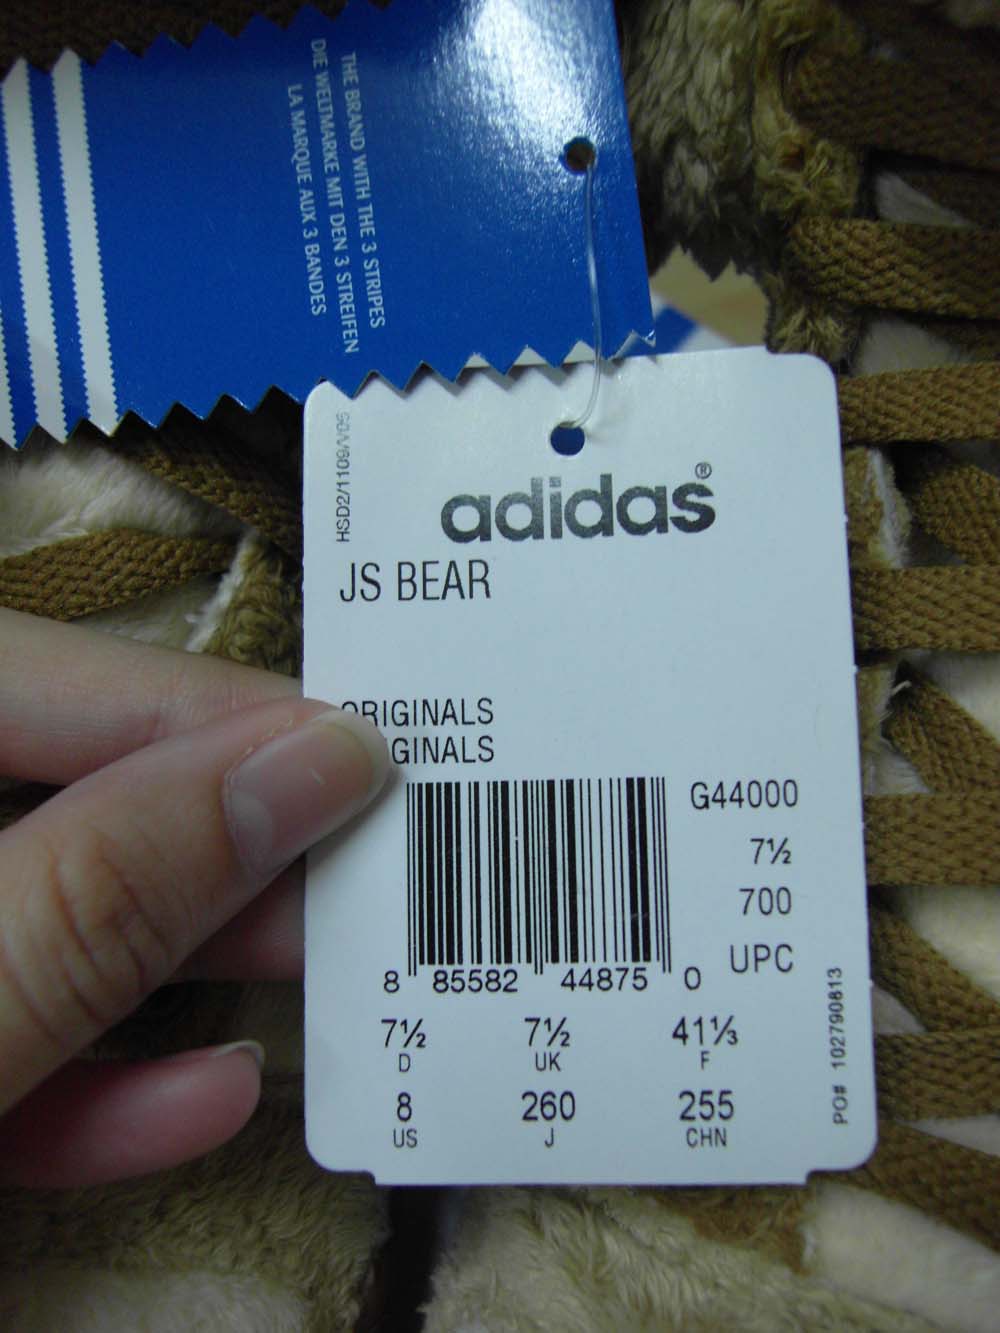 THE BRAND WITH THE 3 STRIPES
DIE WELTMARKE MIT DEN 3 STREIFEN
LA MARQUE AUX 3 BANDES
adidas®
JS BEAR
ORIGINALS
GINALS
G44000
7½
700
UPC
8 85582 44875 0
7½ 7½ 41⅓
D UK F
8 260 255
US J CHN
PO# 102790813